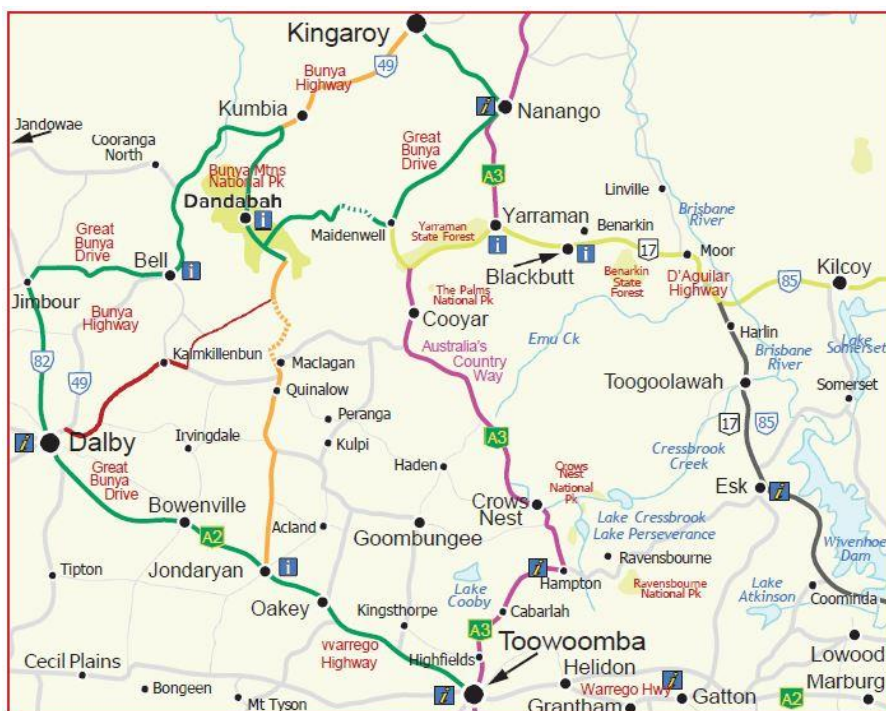 Kingaroy
49
Bunya
Highway
Kumbia
Nanango
Jandowae
Cooranga
North
Great
Bunya
Drive
A3
Bunya Mtns
National Pk
Dandabah
Linville
Brisbane
River
Maidenwell
Yarraman
State Forest
Yarraman
Benarkin
Great
Bunya
Drive
Bell
Blackbutt
17
Moor
Benarkin
State
Forest
D'Aguilar
Highway
85
Kilcoy
Jimbour
Bunya
Highway
The Palms
National Pk
Cooyar
Emu Ck
Harlin
Lake
Somerset
82
49
Kalmkillenbun
Maclagan
Australia's
Country
Way
Brisbane
River
Quinalow
Toogoolawah
Somerset
Peranga
Dalby
Irvingdale
Kulpi
A3
17
85
Haden
Cressbrook
Creek
Great
Bunya
Drive
Crows
Nest
National
Pk
Esk
Bowenville
Crows
Nest
A2
Acland
Goombungee
Lake Cressbrook
Lake Perseverance
Wivenhoe
Dam
Tipton
Jondaryan
Hampton
Ravensbourne
Lake
Cooby
Ravensbourne
National Pk
Lake
Atkinson
Coominda
Oakey
Kingsthorpe
Cabarlah
A3
Warrego
Highway
Toowoomba
Highfields
Lowood
Cecil Plains
Helidon
Marburg
Bongeen
Mt Tyson
Warrego Hwy
Gatton
A2
Grantham